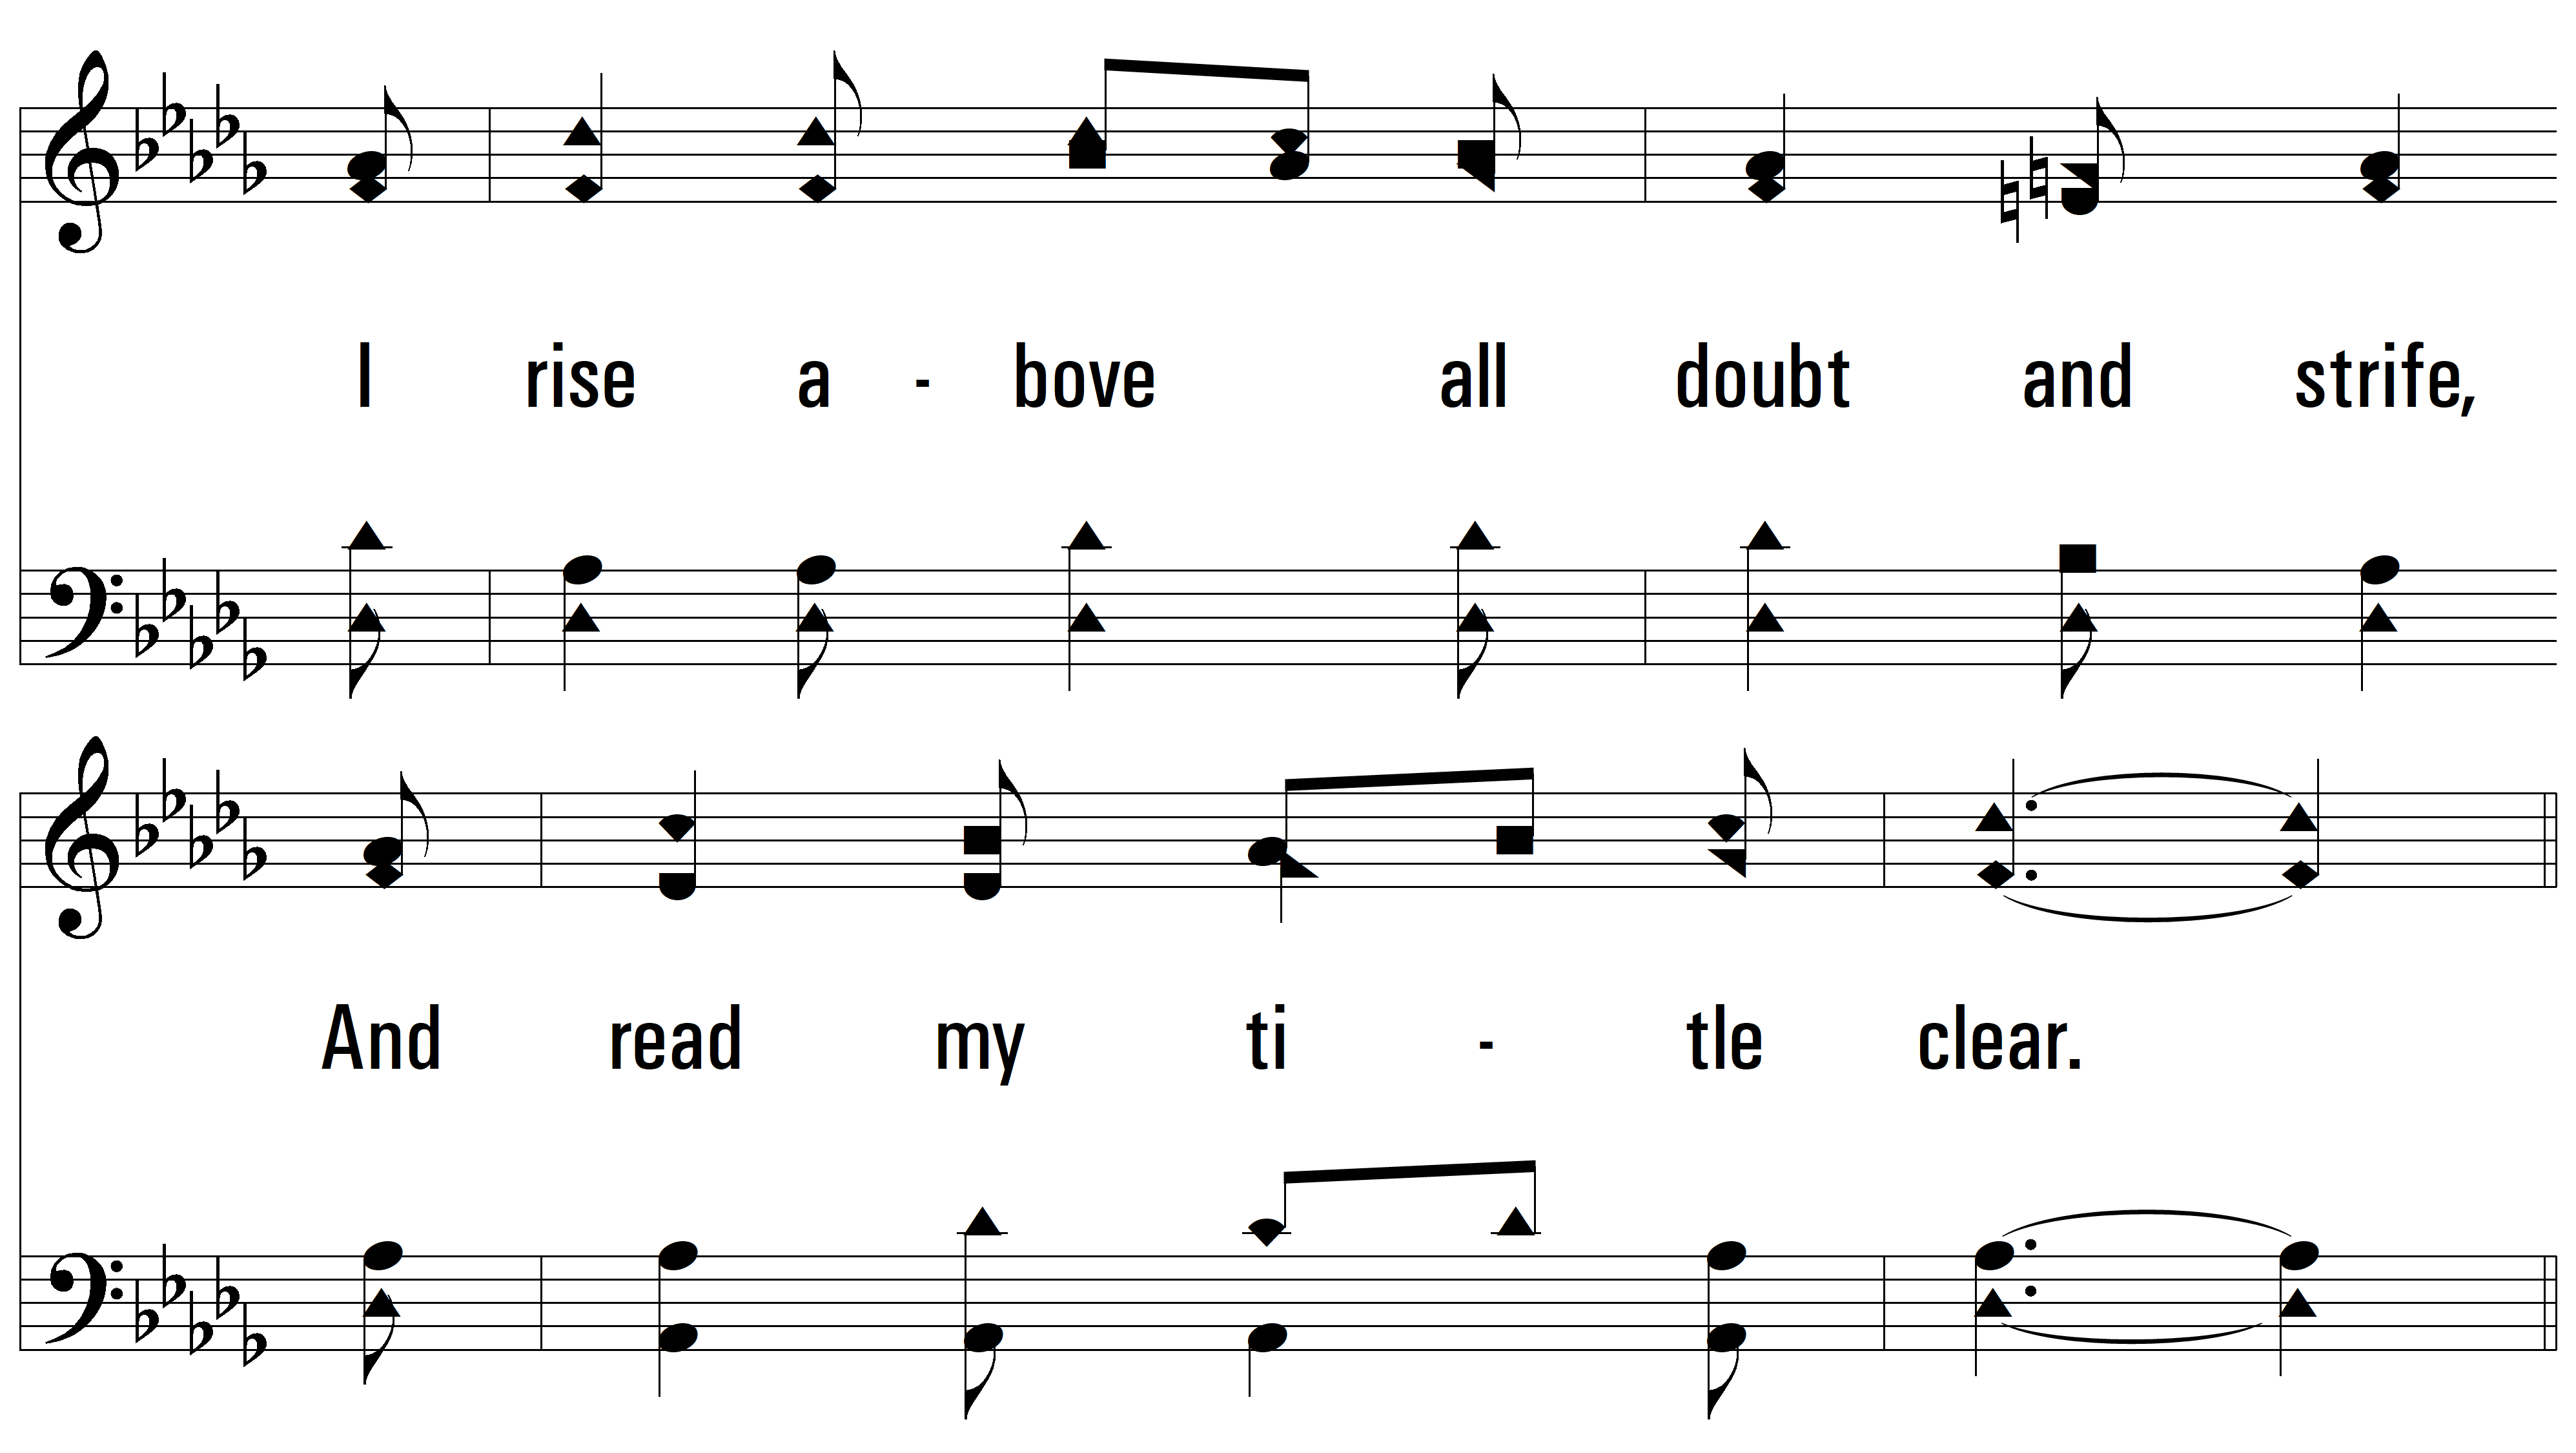 I rise a - bove all doubt and strife,
And read my ti - tle clear.